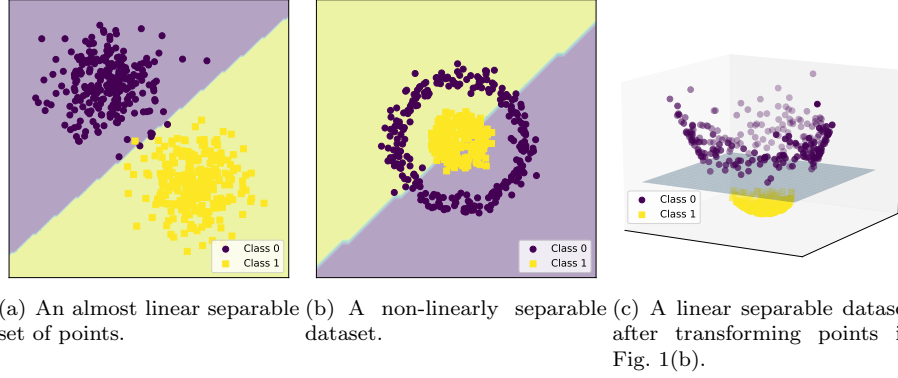 Class 0
Class 1
Class 0
Class 1
Class 0
Class 1
(a) An almost linear separable
set of points.
(b) A non-linearly separable
dataset.
(c) A linear separable datase
after transforming points i
Fig. 1(b).